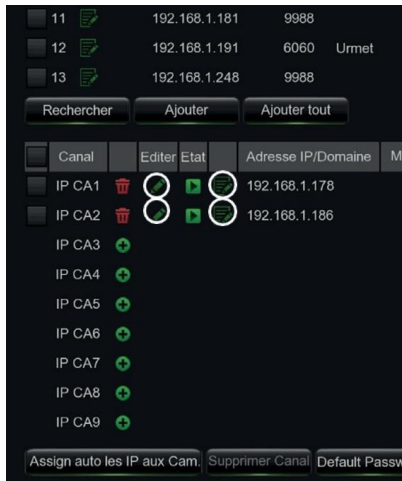 11 192.168.1.181 9988
12 192.168.1.191 6060 Urmet
13 192.168.1.248 9988
Rechercher Ajouter Ajouter tout
Canal Editer Etat Adresse IP/Domaine M
IP CA1 192.168.1.178
IP CA2 192.168.1.186
IP CA3
IP CA4
IP CA5
IP CA6
IP CA7
IP CA8
IP CA9
Assign auto les IP aux Cam. Supprimer Canal Default Passw